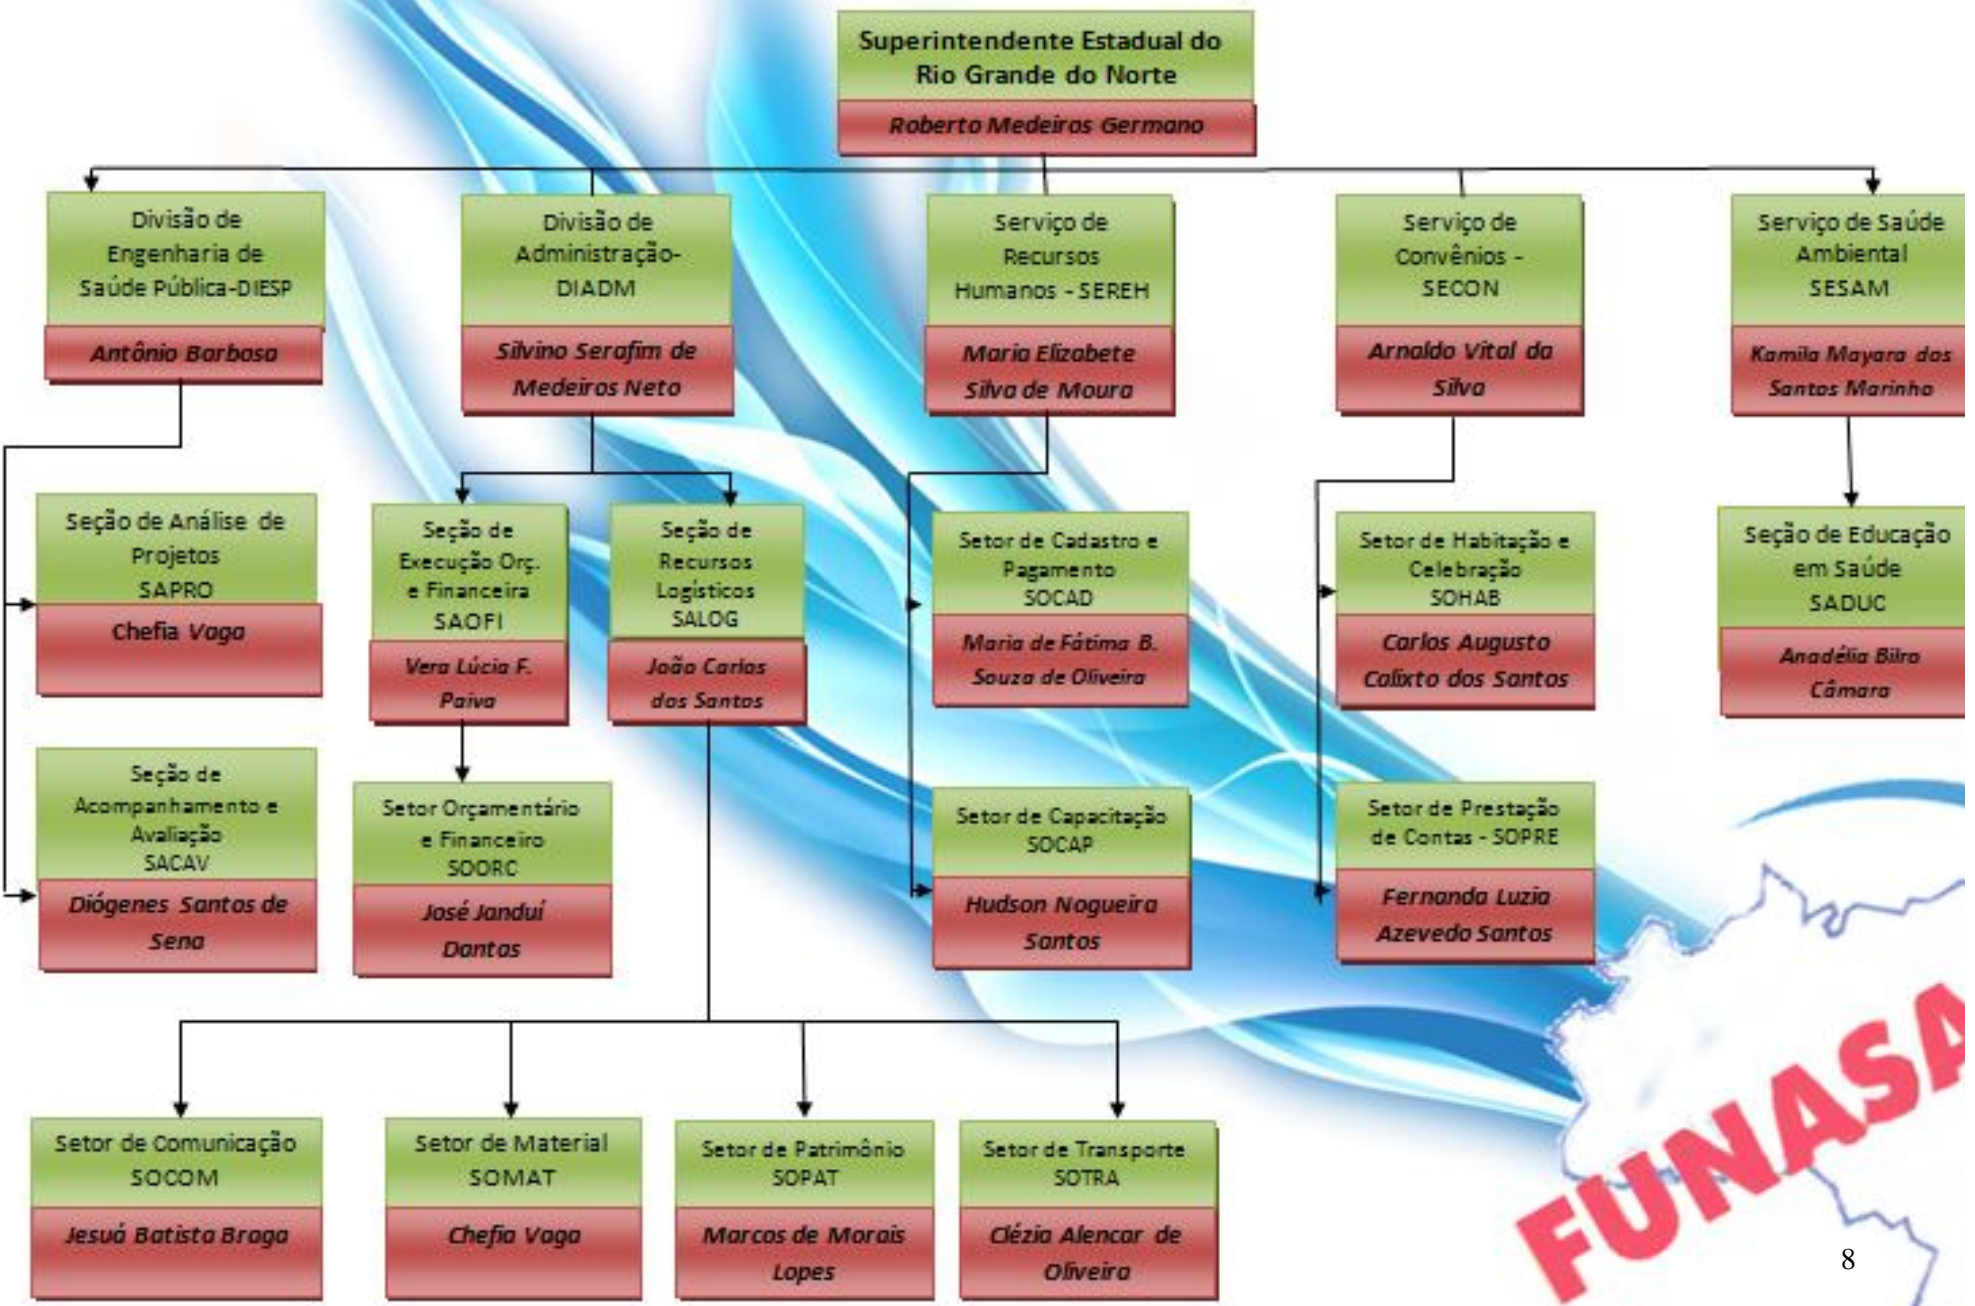 Superintendente Estadual do
Rio Grande do Norte
Roberto Medeiros Germano
Divisão de
Engenharia de
Saúde Pública-DIESP
Antônio Barbosa
Divisão de
Administração-
DIADM
Silvino Serafim de
Medeiros Neto
Serviço de
Recursos
Humanos - SEREH
Maria Elizabete
Silva de Moura
Serviço de
Convênios -
SECON
Arnaldo Vital da
Silva
Serviço de Saúde
Ambiental
SESAM
Kamila Mayara dos
Santos Marinho
Seção de Análise de
Projetos
SAPRO
Chefia Vaga
Seção de
Execução Orç.
e Financeira
SAOFI
Vera Lúcia F.
Paiva
Seção de
Recursos
Logísticos
SALOG
João Carlos
dos Santos
Setor de Cadastro e
Pagamento
SOCAD
Maria de Fátima B.
Souza de Oliveira
Setor de Habitação e
Celebração
SOHAB
Carlos Augusto
Calixto dos Santos
Seção de Educação
em Saúde
SADUC
Anadélia Bilro
Câmara
Seção de
Acompanhamento e
Avaliação
SACAV
Diógenes Santos de
Sena
Setor Orçamentário
e Financeiro
SOORC
José Janduí
Dantas
Setor de Capacitação
SOCAP
Hudson Nogueira
Santos
Setor de Prestação
de Contas - SOPRE
Fernanda Luzia
Azevedo Santos
Setor de Comunicação
SOCOM
Jesuá Batista Braga
Setor de Material
SOMAT
Chefia Vaga
Setor de Patrimônio
SOPAT
Marcos de Morais
Lopes
Setor de Transporte
SOTRA
Clézia Alencar de
Oliveira
FUNASA
8